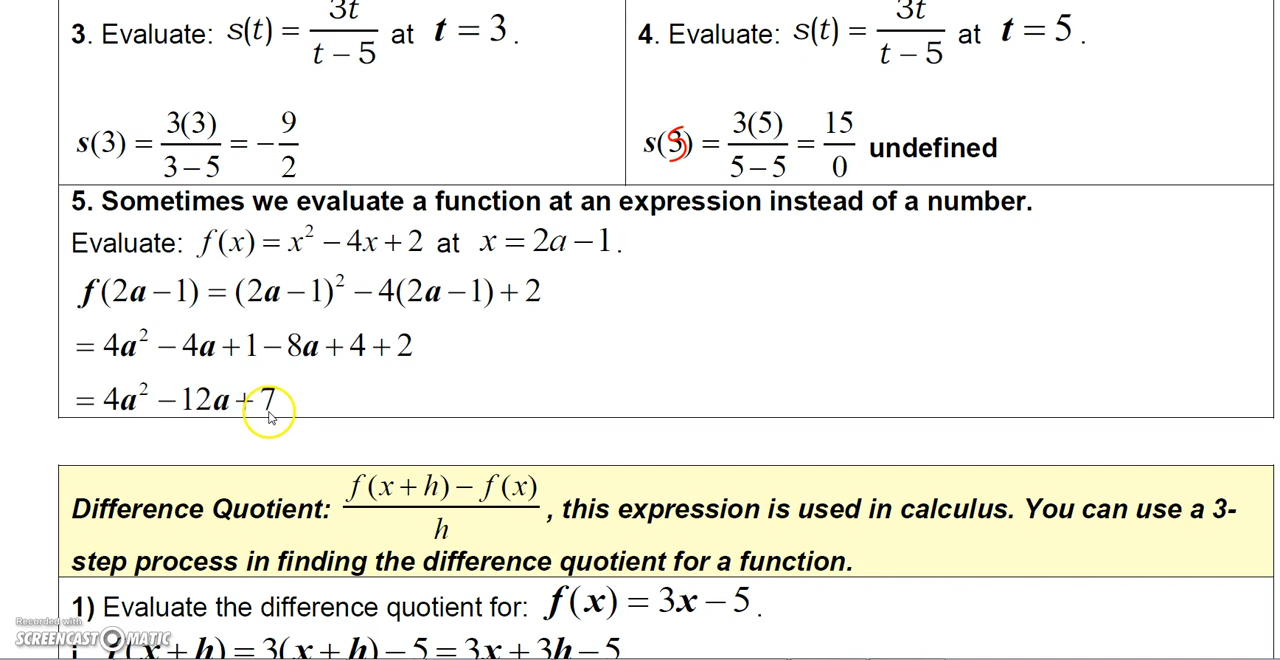 3. Evaluate: s(t) = 3t / (t − 5) at t = 3 .
s(3) = 3(3) / (3 − 5) = − 9/2
4. Evaluate: s(t) = 3t / (t − 5) at t = 5 .
s(5) = 3(5) / (5 − 5) = 15/0 undefined
5. Sometimes we evaluate a function at an expression instead of a number.
Evaluate: f(x) = x² − 4x + 2 at x = 2a − 1 .
f(2a − 1) = (2a − 1)² − 4(2a − 1) + 2
= 4a² − 4a + 1 − 8a + 4 + 2
= 4a² − 12a + 7
Difference Quotient: (f(x + h) − f(x)) / h , this expression is used in calculus. You can use a 3-
step process in finding the difference quotient for a function.
1) Evaluate the difference quotient for: f(x) = 3x − 5 .
i. f(x + h) = 3(x + h) − 5 = 3x + 3h − 5
Recorded with
SCREENCAST MATIC